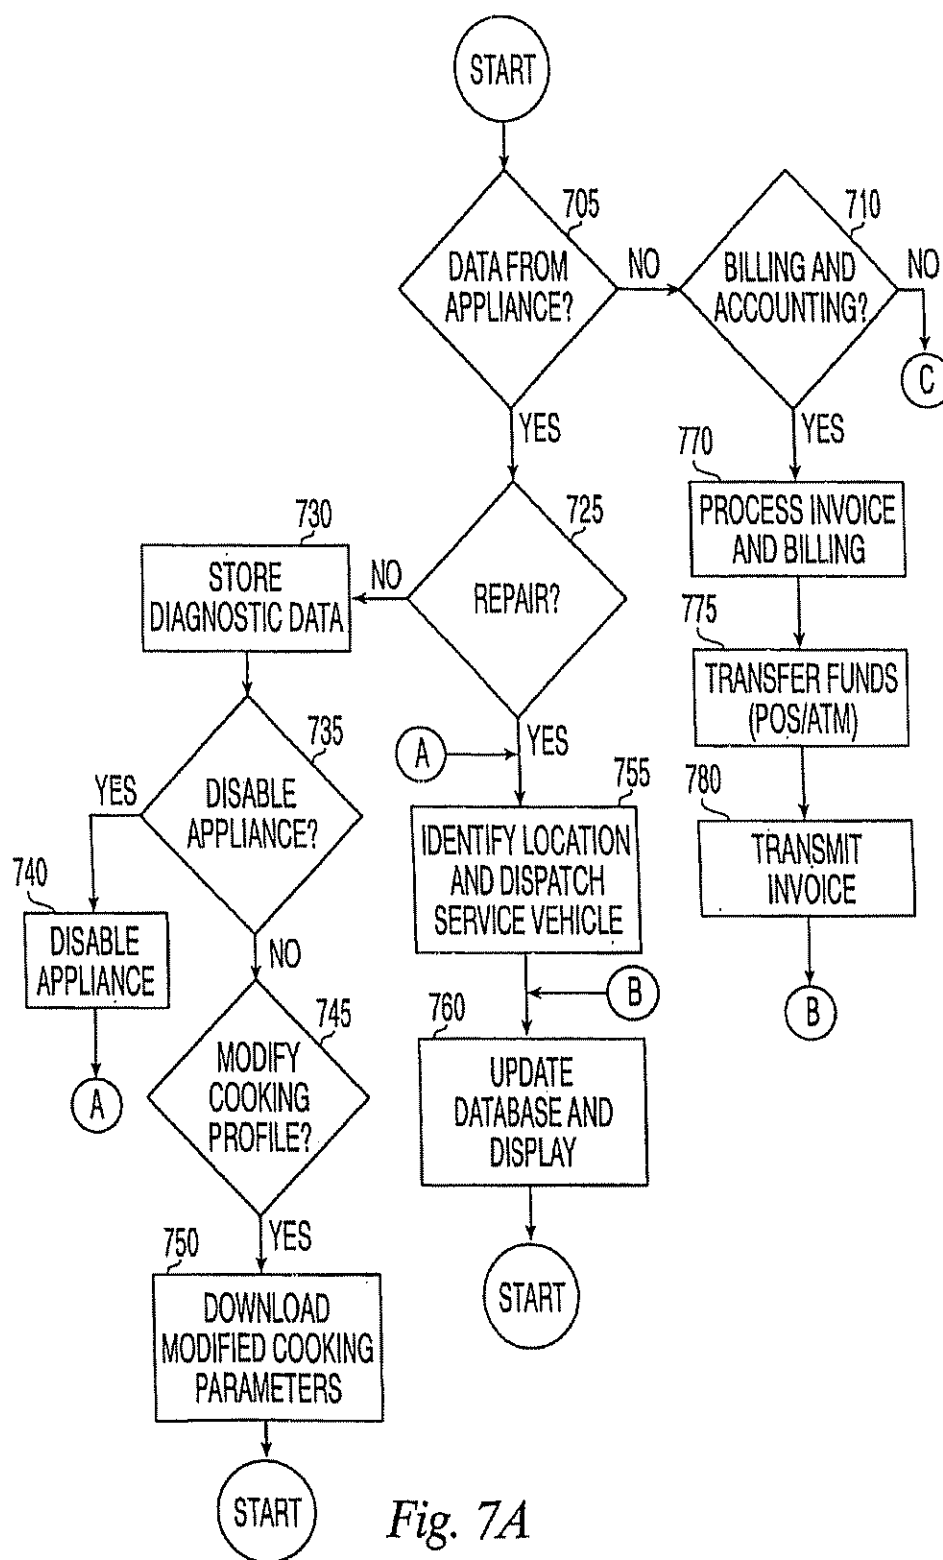 START
705
DATA FROM
APPLIANCE?
NO
710
BILLING AND
ACCOUNTING?
NO
C
YES
YES
770
PROCESS INVOICE
AND BILLING
730
STORE
DIAGNOSTIC DATA
NO
725
REPAIR?
775
TRANSFER FUNDS
(POS/ATM)
735
DISABLE
APPLIANCE?
YES
A
YES
755
IDENTIFY LOCATION
AND DISPATCH
SERVICE VEHICLE
780
TRANSMIT
INVOICE
740
DISABLE
APPLIANCE
NO
B
B
A
745
MODIFY
COOKING
PROFILE?
760
UPDATE
DATABASE AND
DISPLAY
YES
750
DOWNLOAD
MODIFIED COOKING
PARAMETERS
START
START
Fig. 7A